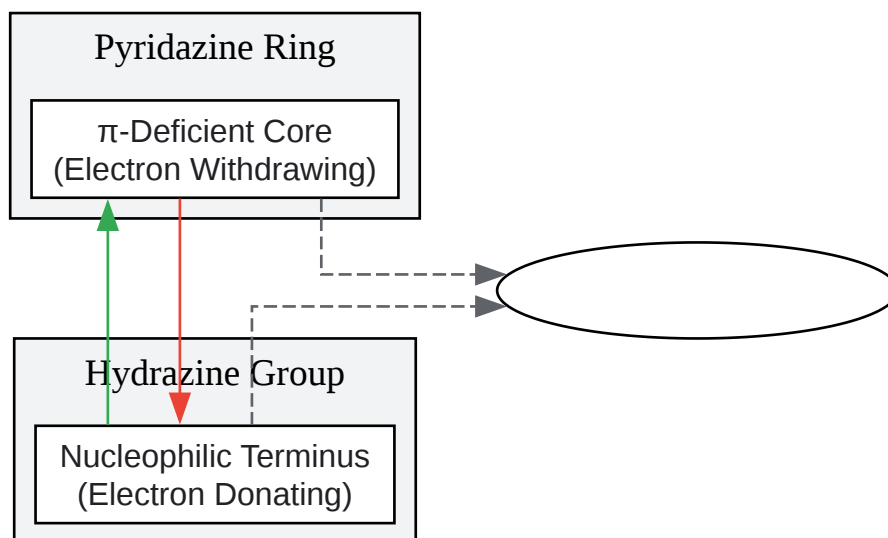 Pyridazine Ring
π-Deficient Core
(Electron Withdrawing)
Hydrazine Group
Nucleophilic Terminus
(Electron Donating)